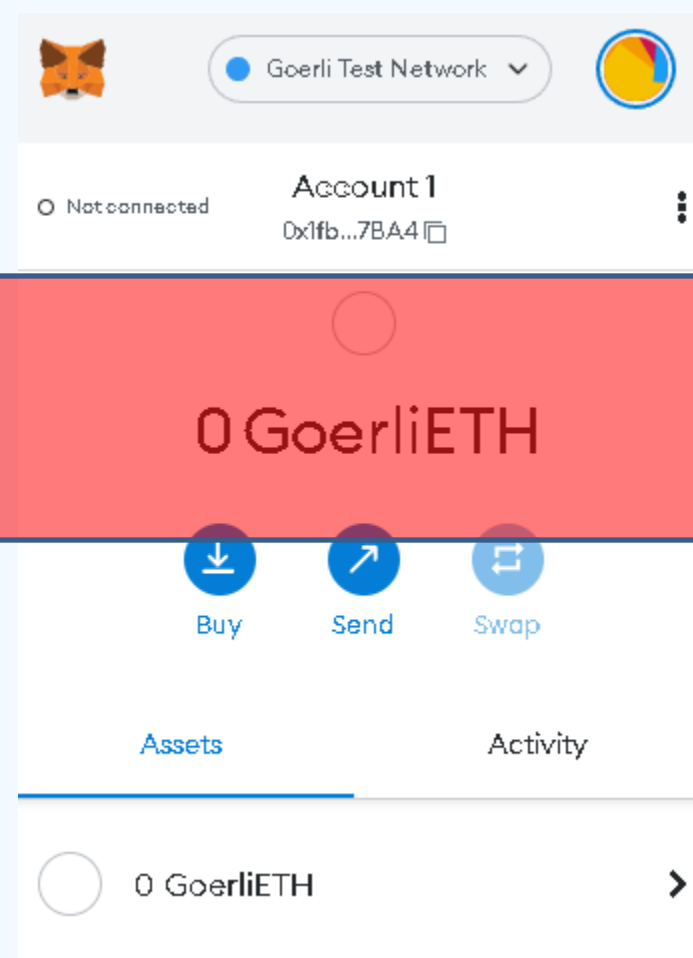 Goerli Test Network
Account 1
Not connected
0x1fb...7BA4
0 GoerliETH
Buy
Send
Swap
Assets
Activity
0 GoerliETH